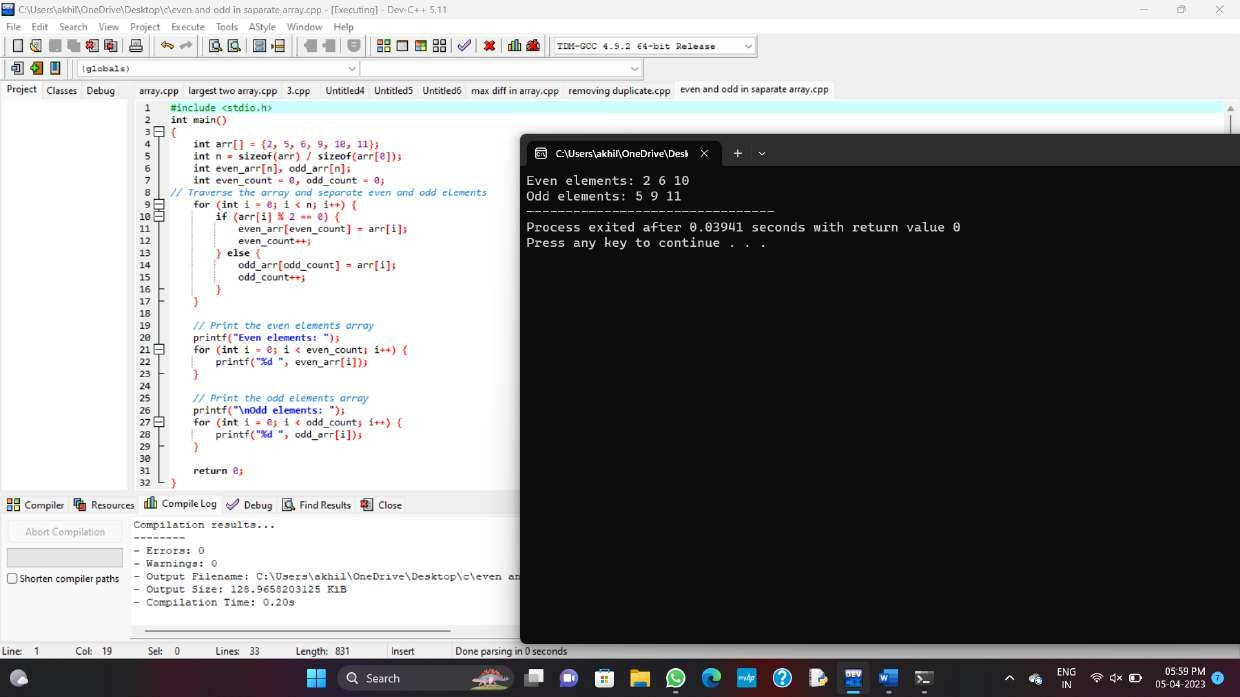 C:\Users\akhil\OneDrive\Desktop\c\even and odd in saparate array.cpp - [Executing] - Dev-C++ 5.11
File Edit Search View Project Execute Tools AStyle Window Help
TDM-GCC 4.9.2 64-bit Release
(globals)
Project Classes Debug
array.cpp largest two array.cpp 3.cpp Untitled4 Untitled5 Untitled6 max diff in array.cpp removing duplicate.cpp even and odd in saparate array.cpp
1 #include <stdio.h>
2 int main()
3 {
4 int arr[] = {2, 5, 6, 9, 10, 11};
5 int n = sizeof(arr) / sizeof(arr[0]);
6 int even_arr[n], odd_arr[n];
7 int even_count = 0, odd_count = 0;
8 // Traverse the array and separate even and odd elements
9 for (int i = 0; i < n; i++) {
10 if (arr[i] % 2 == 0) {
11 even_arr[even_count] = arr[i];
12 even_count++;
13 } else {
14 odd_arr[odd_count] = arr[i];
15 odd_count++;
16 }
17 }
18
19 // Print the even elements array
20 printf("Even elements: ");
21 for (int i = 0; i < even_count; i++) {
22 printf("%d ", even_arr[i]);
23 }
24
25 // Print the odd elements array
26 printf("\nOdd elements: ");
27 for (int i = 0; i < odd_count; i++) {
28 printf("%d ", odd_arr[i]);
29 }
30
31 return 0;
32 }
C:\Users\akhil\OneDrive\Desk
Even elements: 2 6 10
Odd elements: 5 9 11
--------------------------------
Process exited after 0.03941 seconds with return value 0
Press any key to continue . . .
Compiler Resources Compile Log Debug Find Results Close
Abort Compilation
Shorten compiler paths
Compilation results...
--------
- Errors: 0
- Warnings: 0
- Output Filename: C:\Users\akhil\OneDrive\Desktop\c\even an
- Output Size: 128.9658203125 KiB
- Compilation Time: 0.20s
Line: 1 Col: 19 Sel: 0 Lines: 33 Length: 831 Insert Done parsing in 0 seconds
Search
DEV
W
ENG
IN
05:59 PM
05-04-2023
7